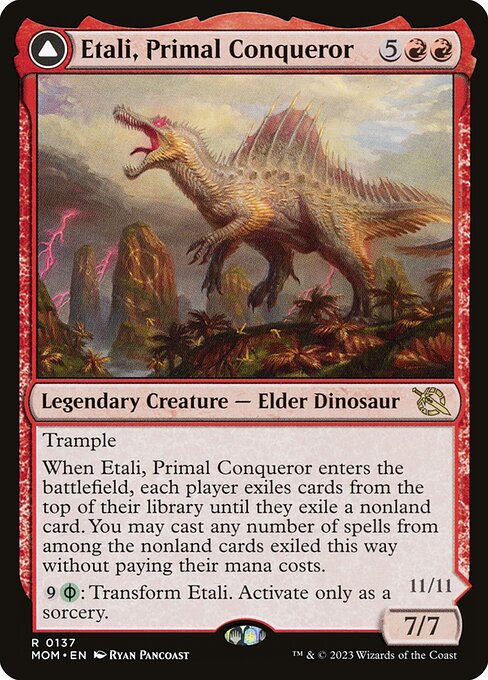 Etali, Primal Conqueror 5
Legendary Creature — Elder Dinosaur
Trample
When Etali, Primal Conqueror enters the
battlefield, each player exiles cards from the
top of their library until they exile a nonland
card. You may cast any number of spells from
among the nonland cards exiled this way
without paying their mana costs.
9 : Transform Etali. Activate only as a
sorcery.
11/11
7/7
R 0137
MOM • EN Ryan Pancoast
™ & © 2023 Wizards of the Coast